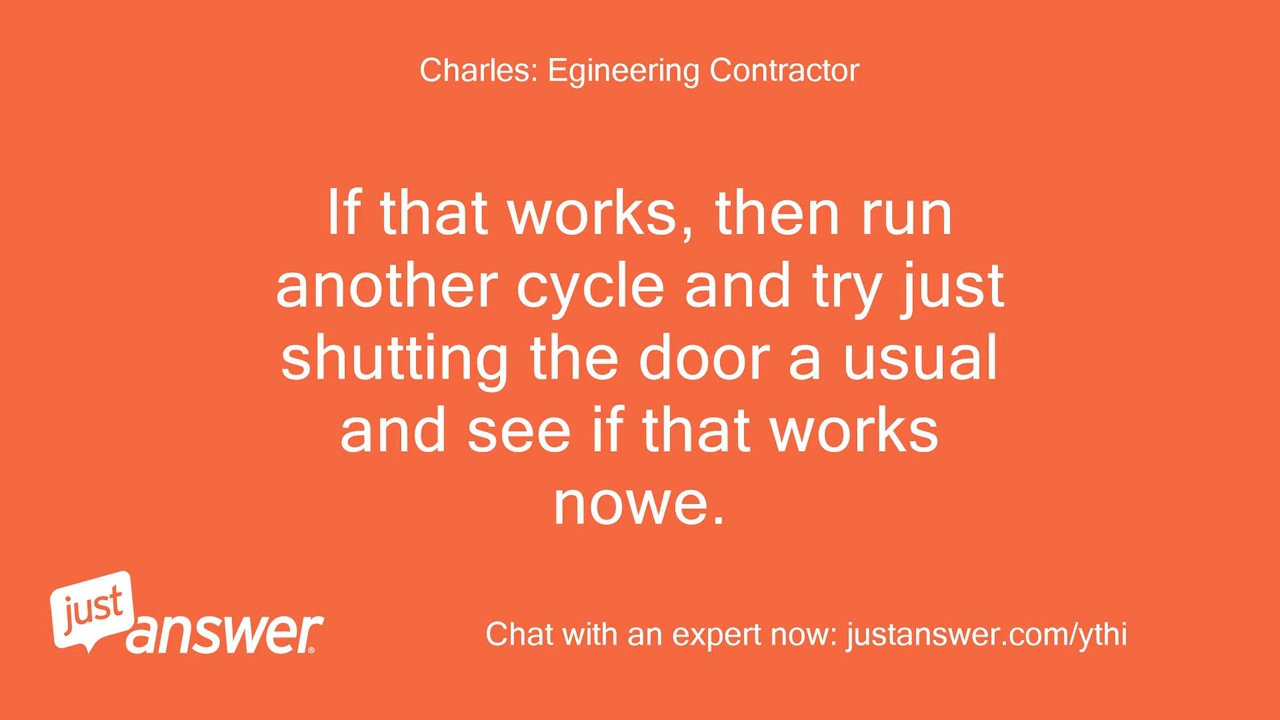 Charles: Egineering Contractor
If that works, then run
another cycle and try just
shutting the door a usual
and see if that works
nowe.
just
answer®
Chat with an expert now: justanswer.com/ythi